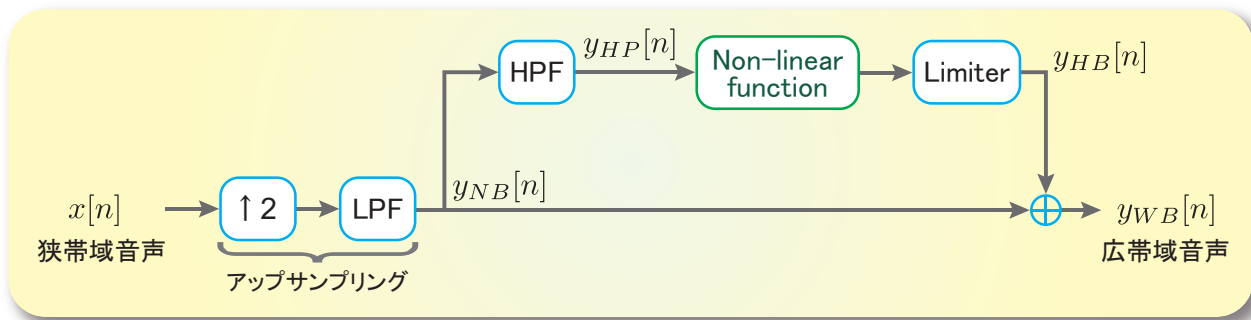 HPF
y_{HP}[n]
Non-linear
function
Limiter
y_{HB}[n]
x[n]
狭帯域音声
↑2
LPF
アップサンプリング
y_{NB}[n]
y_{WB}[n]
広帯域音声